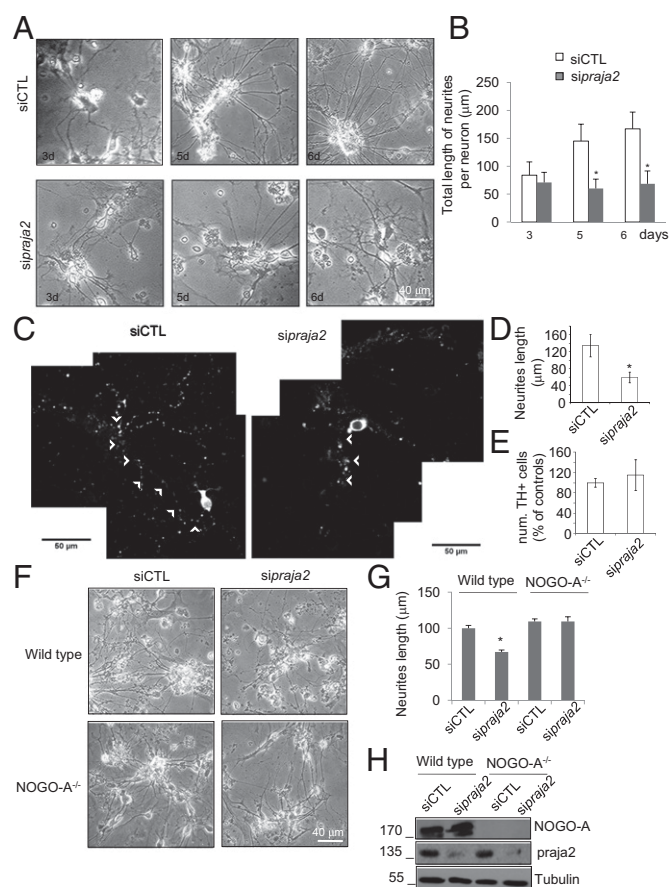 A
siCTL
3d
5d
6d
sipraja2
3d
5d
6d
40 µm
B
siCTL
sipraja2
Total length of neurites
per neuron (µm)
250
200
150
100
50
0
*
*
3 5 6 days
C
siCTL
sipraja2
50 µm
50 µm
D
Neurites length
(µm)
160
120
80
40
0
*
siCTL
sipraja2
E
num. TH+ cells
(% of controls)
160
120
80
40
0
siCTL
sipraja2
F
siCTL
sipraja2
Wild type
NOGO-A-/-
40 µm
G
Wild type
NOGO-A-/-
Neurites length (µm)
150
100
50
0
*
siCTL
sipraja2
siCTL
sipraja2
H
Wild type
NOGO-A-/-
siCTL
sipraja2
siCTL
sipraja2
170
NOGO-A
135
praja2
55
Tubulin